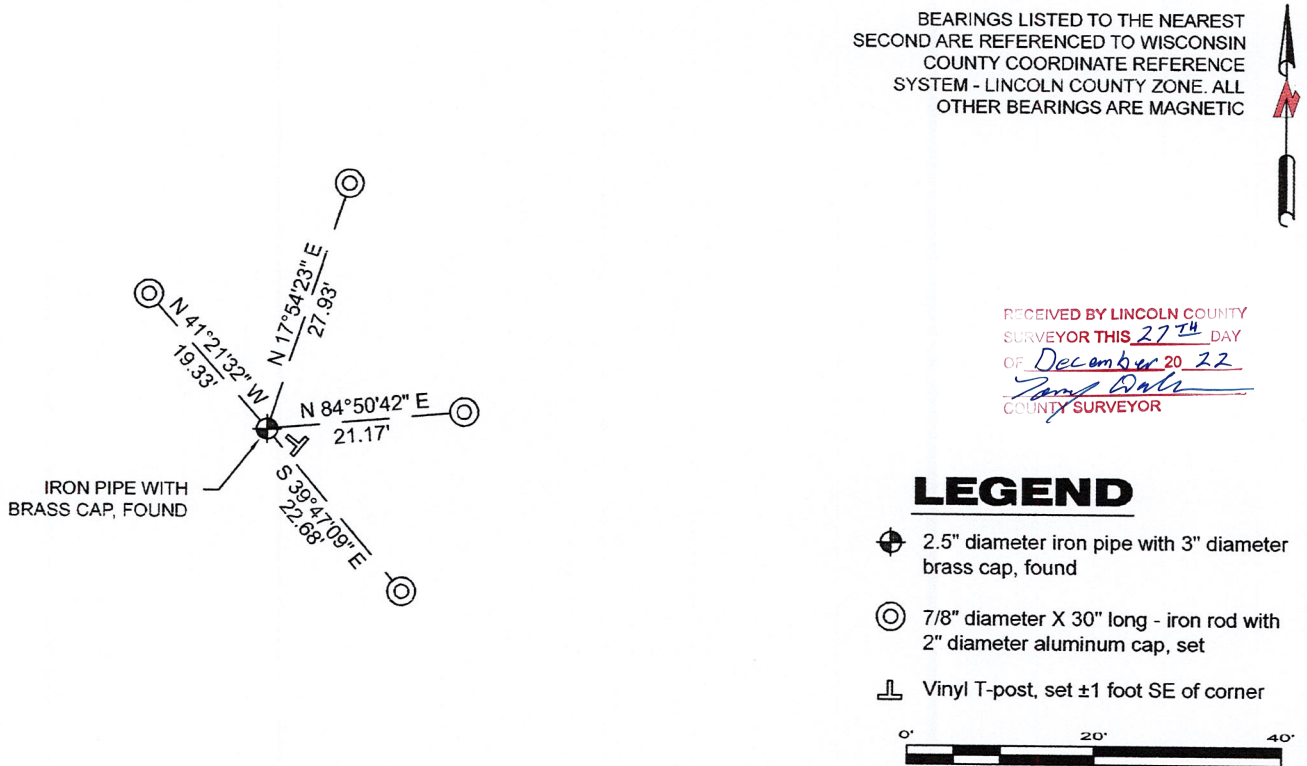 BEARINGS LISTED TO THE NEAREST
SECOND ARE REFERENCED TO WISCONSIN
COUNTY COORDINATE REFERENCE
SYSTEM - LINCOLN COUNTY ZONE. ALL
OTHER BEARINGS ARE MAGNETIC
N
N 17°54'23" E
27.93'
N 41°21'32" W
19.33'
N 84°50'42" E
21.17'
S 39°47'09" E
22.68'
IRON PIPE WITH
BRASS CAP, FOUND
RECEIVED BY LINCOLN COUNTY
SURVEYOR THIS 27TH DAY
OF December 20 22
COUNTY SURVEYOR
LEGEND
2.5" diameter iron pipe with 3" diameter
brass cap, found
7/8" diameter X 30" long - iron rod with
2" diameter aluminum cap, set
Vinyl T-post, set ±1 foot SE of corner
0' 20' 40'